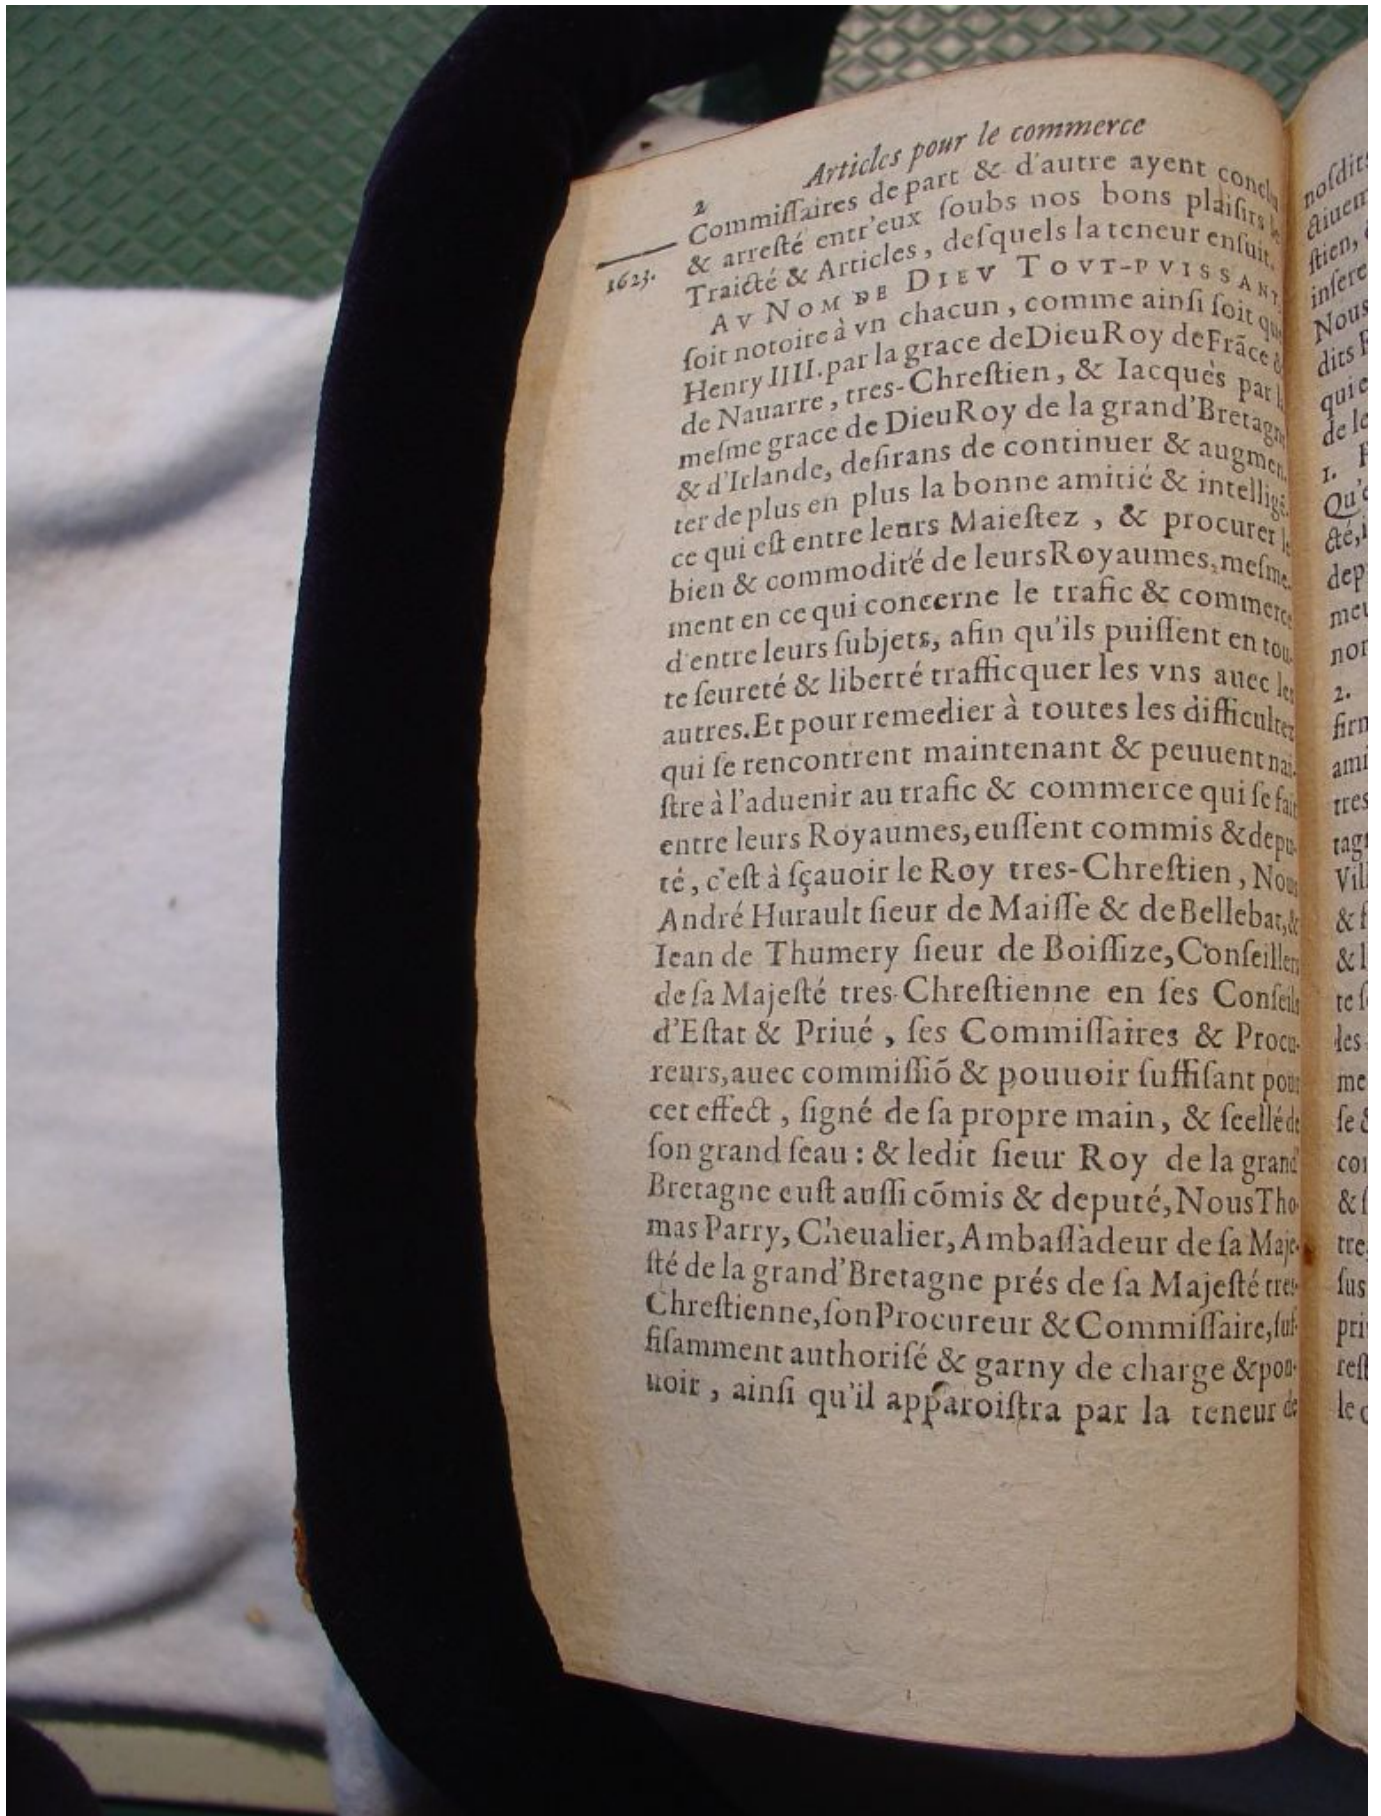 Articles pour le commerce
2
Commiſſaires de part & d'autre ayent conclu
& arreſté entr'eux ſoubs nos bons plaiſirs le
1623.
Traicté & Articles, deſquels la teneur enſuit.
AV NOM DE DIEV TOVT-PVISSANT,
ſoit notoire à vn chacun, comme ainſi ſoit que
Henry IIII. par la grace de Dieu Roy de Frãce &
de Nauarre, tres-Chreſtien, & Iacques par la
meſme grace de Dieu Roy de la grand'Bretagne
& d'Irlande, deſirans de continuer & augmen-
ter de plus en plus la bonne amitié & intelligẽ-
ce qui eſt entre leurs Maieſtez, & procurer le
bien & commodité de leurs Royaumes, meſme-
ment en ce qui concerne le trafic & commerce
d'entre leurs ſubjets, afin qu'ils puiſſent en tou-
te ſeureté & liberté trafficquer les vns auec les
autres. Et pour remedier à toutes les difficultez
qui ſe rencontrent maintenant & peuuent nai-
ſtre à l'aduenir au trafic & commerce qui ſe fait
entre leurs Royaumes, euſſent commis & depu-
té, c'eſt à ſçauoir le Roy tres-Chreſtien, Nous
André Hurault ſieur de Maiſſe & de Bellebat, &
Iean de Thumery ſieur de Boiſſize, Conſeillers
de ſa Majeſté tres-Chreſtienne en ſes Conſeils
d'Eſtat & Priué, ſes Commiſſaires & Procu-
reurs, auec commiſſiõ & pouuoir ſuffiſant pour
cet effect, ſigné de ſa propre main, & ſcellé de
ſon grand ſeau : & ledit ſieur Roy de la grand'
Bretagne euſt auſſi cõmis & deputé, Nous Tho-
mas Parry, Cheualier, Ambaſſadeur de ſa Maje-
ſté de la grand'Bretagne prés de ſa Majeſté tres-
Chreſtienne, ſon Procureur & Commiſſaire, ſuf-
fiſamment authoriſé & garny de charge & pou-
uoir, ainſi qu'il apparoiſtra par la teneur de